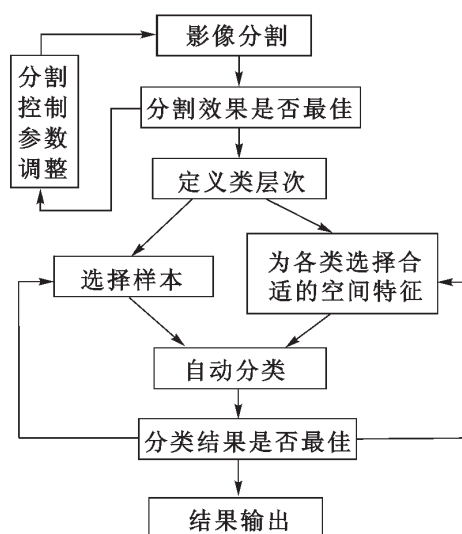 影像分割
分割
控制
参数
调整
分割效果是否最佳
定义类层次
选择样本
为各类选择合
适的空间特征
自动分类
分类结果是否最佳
结果输出